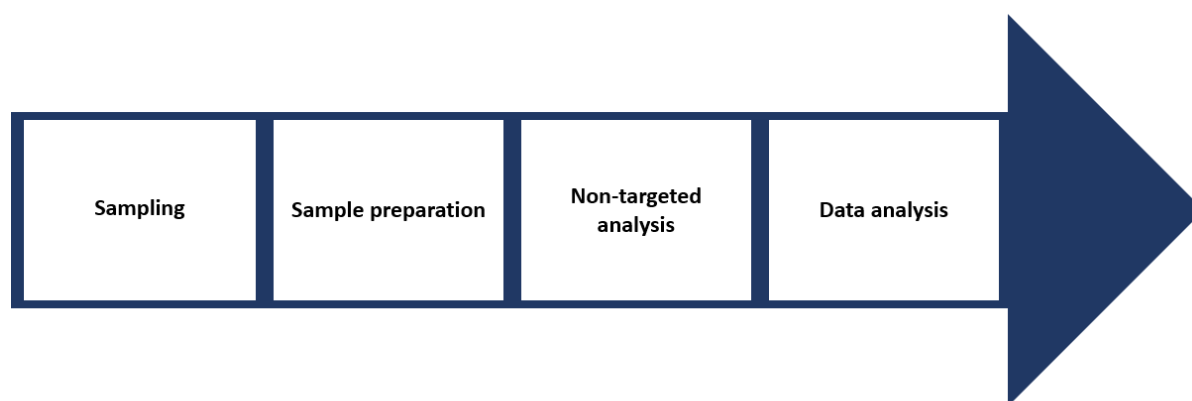 Sampling
Sample preparation
Non-targeted
analysis
Data analysis